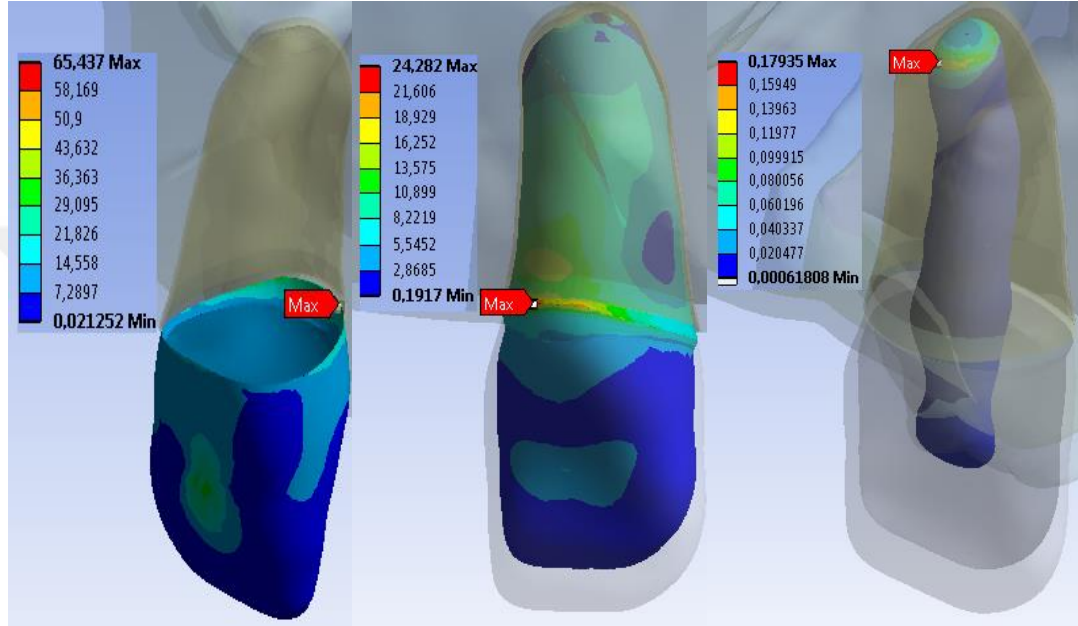 65,437 Max
58,169
50,9
43,632
36,363
29,095
21,826
14,558
7,2897
0,021252 Min
Max
24,282 Max
21,606
18,929
16,252
13,575
10,899
8,2219
5,5452
2,8685
0,1917 Min
Max
0,17935 Max
0,15949
0,13963
0,11977
0,099915
0,080056
0,060196
0,040337
0,020477
0,00061808 Min
Max